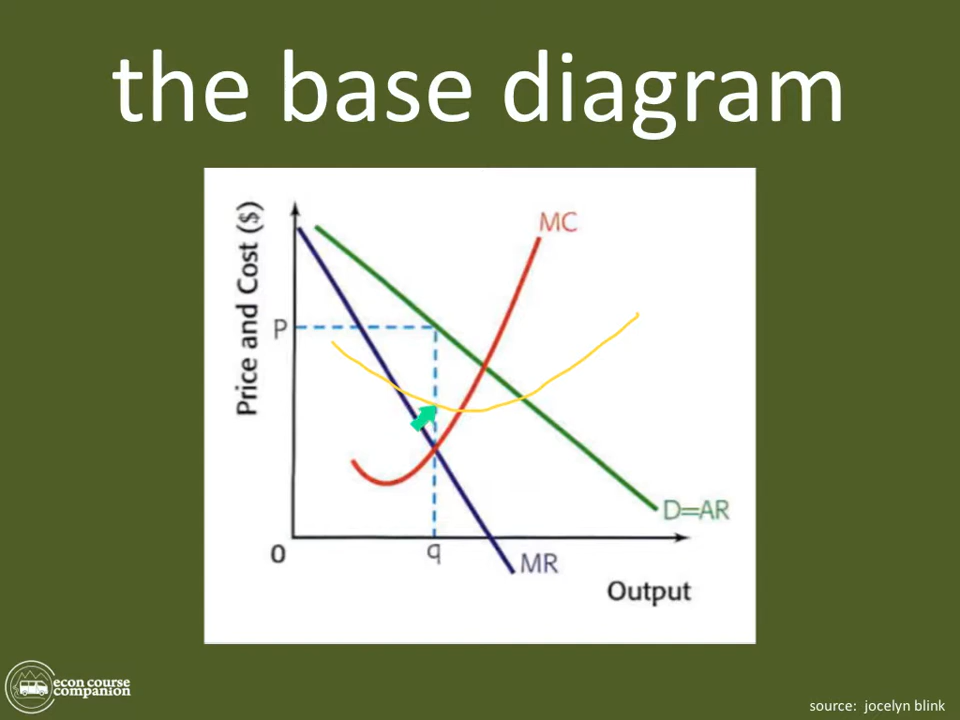 the base diagram
Price and Cost ($)
MC
P
D=AR
0
q
MR
Output
econ course
companion
source: jocelyn blink